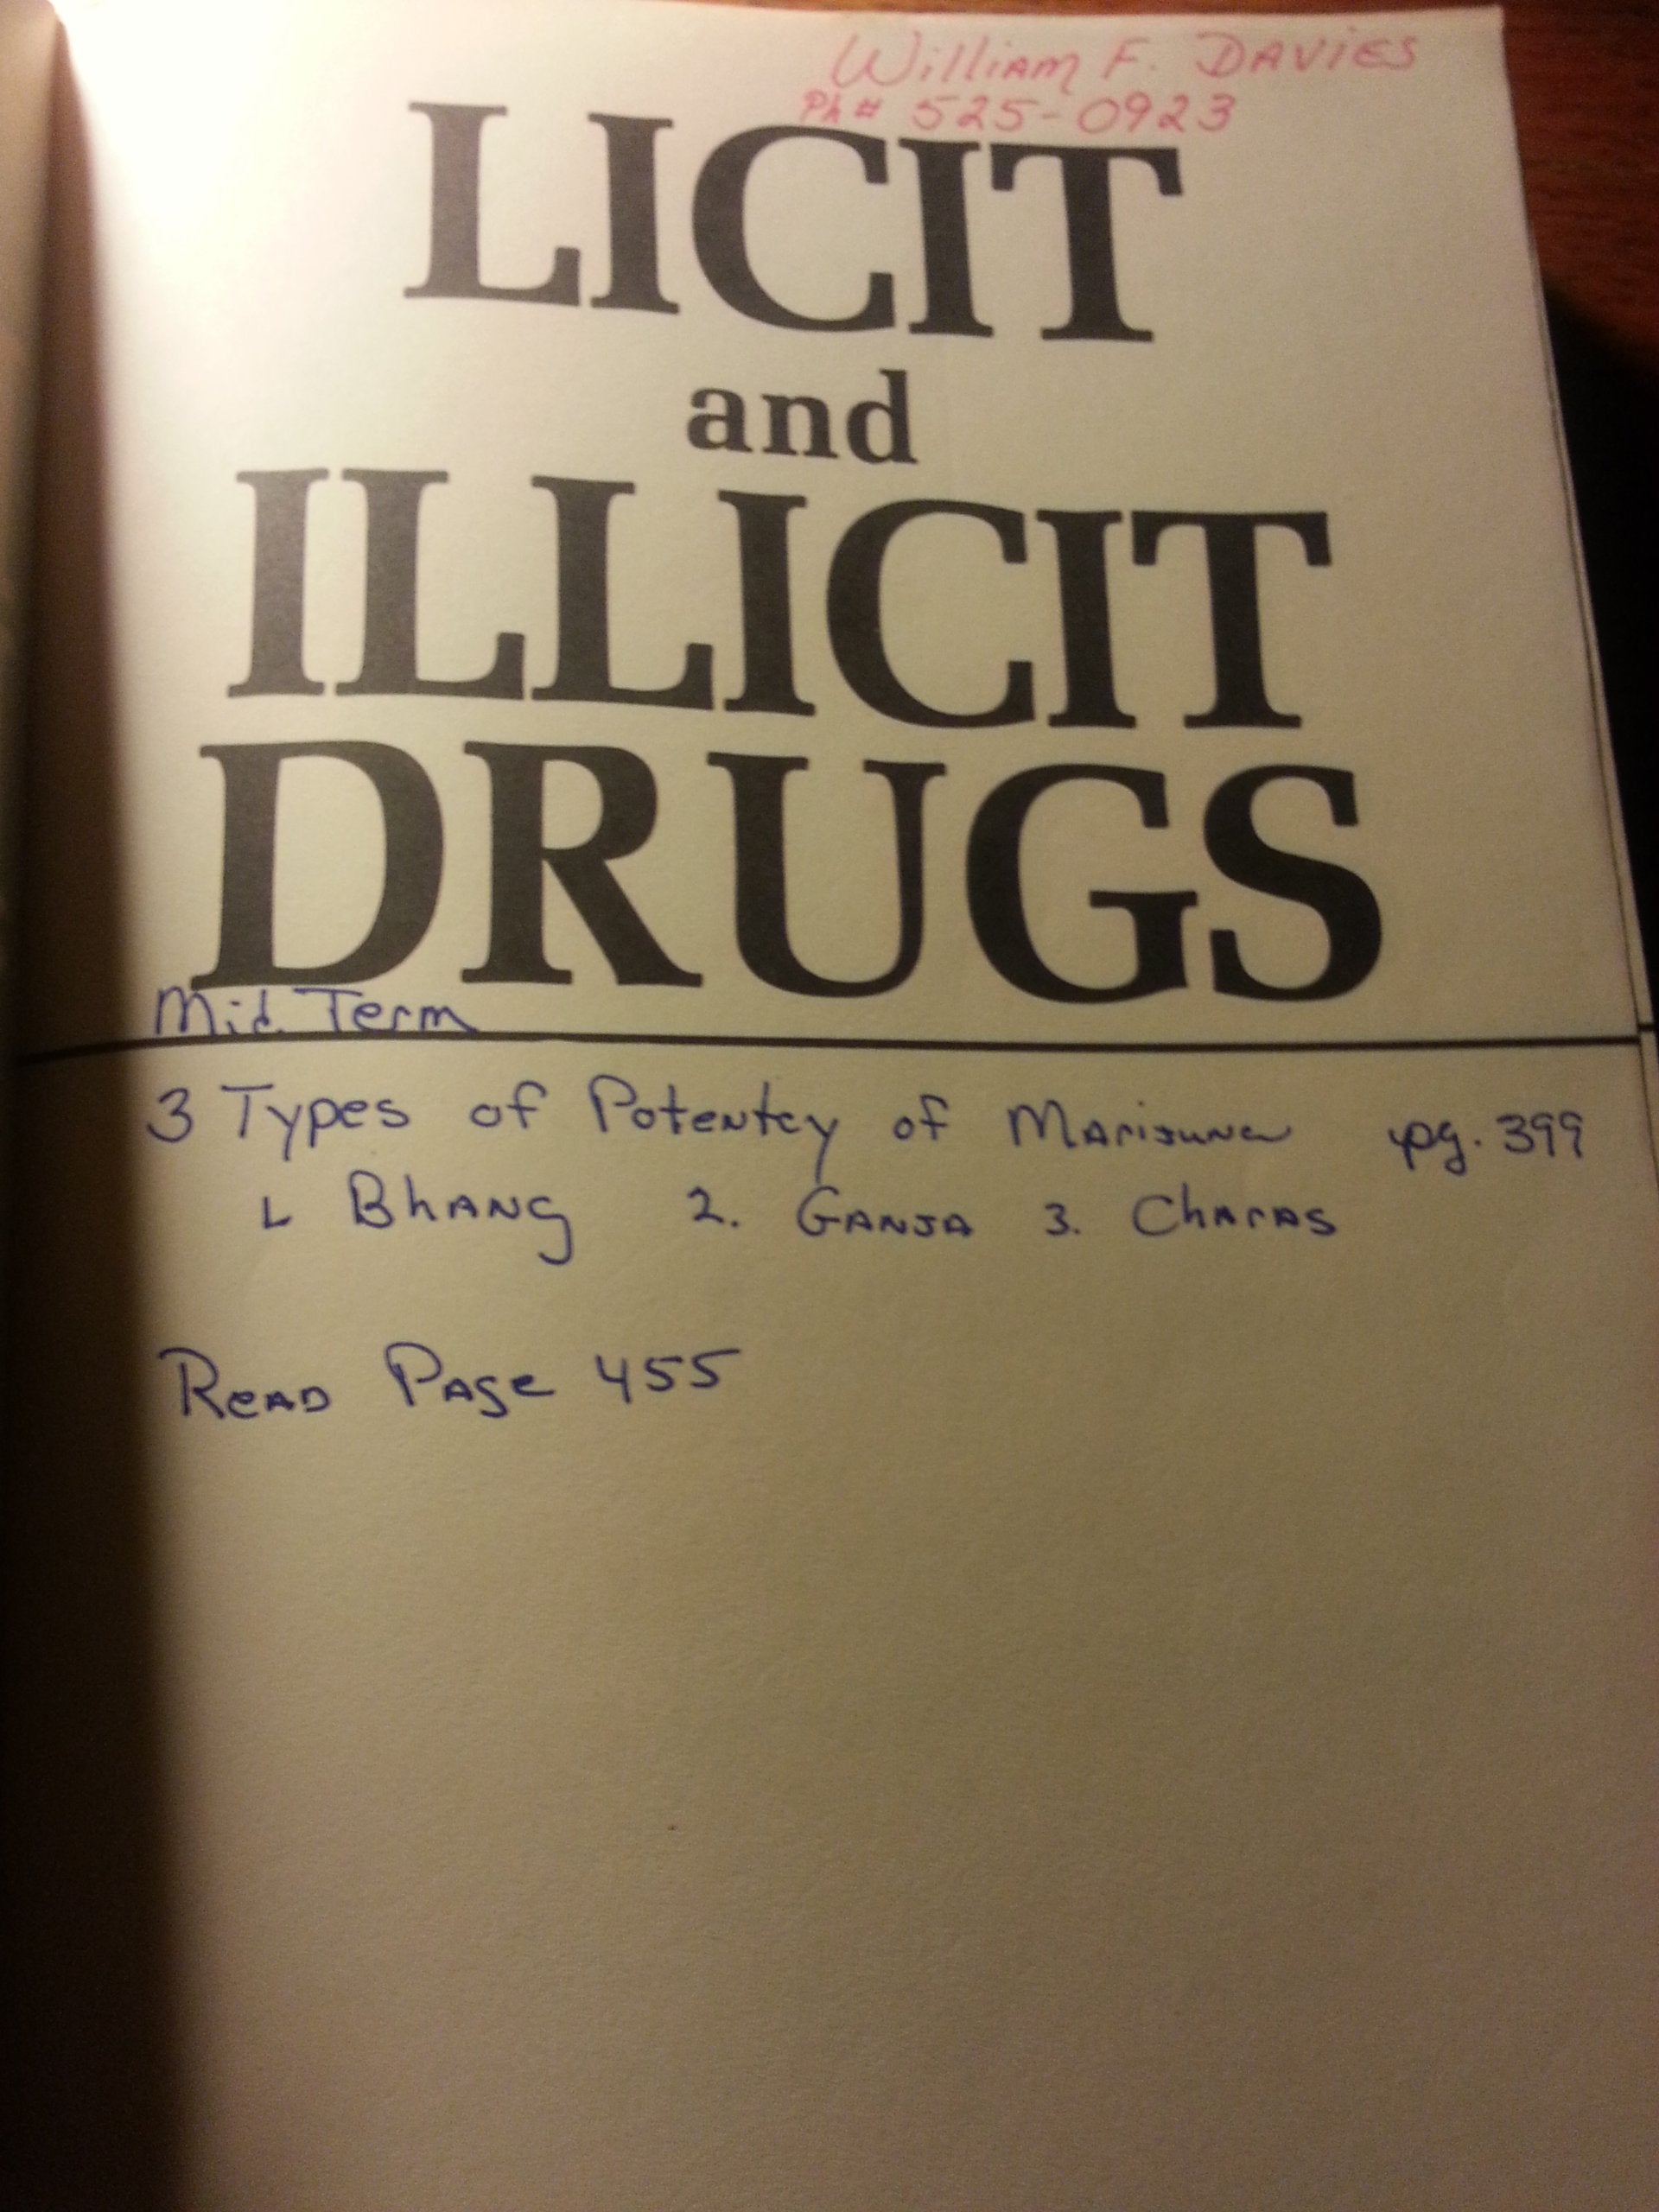 William F. DAVIES
Ph# 525-0923
LICIT
and
ILLICIT
DRUGS
Mid Term
3 Types of Potentcy of Marijuna pg. 399
1. Bhang 2. Ganja 3. Charas
Read Page 455